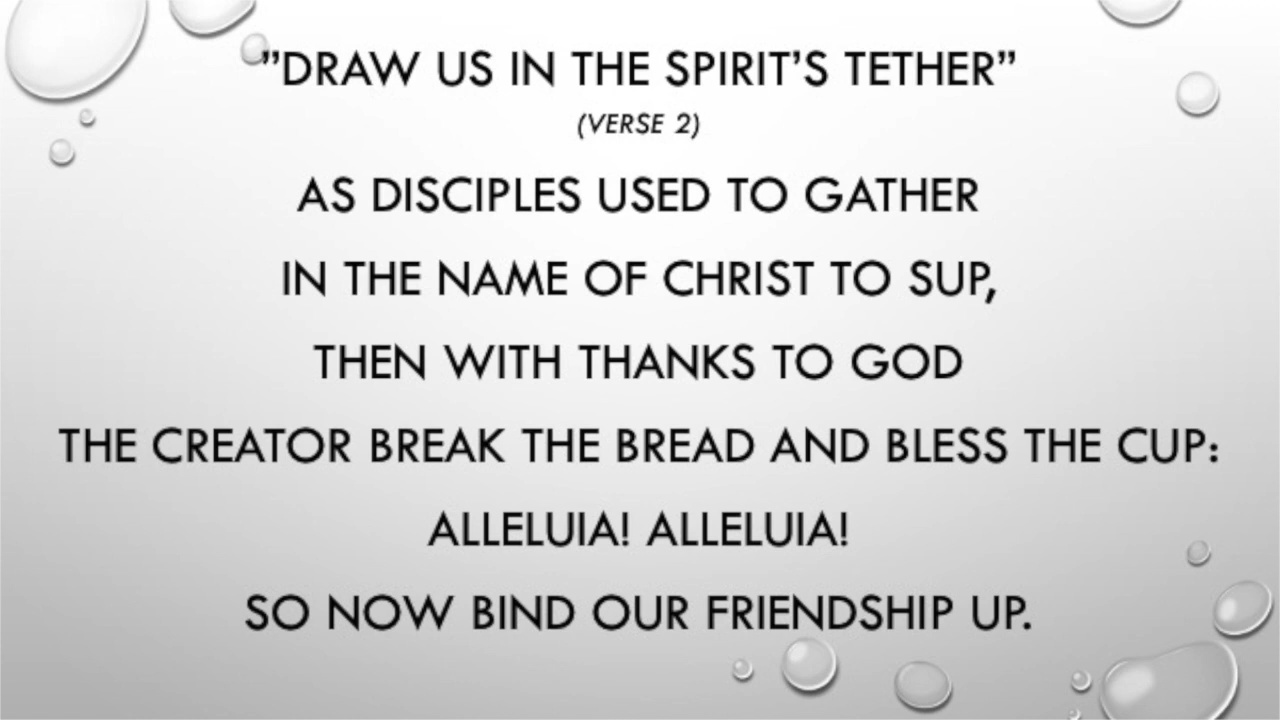 ”DRAW US IN THE SPIRIT’S TETHER”
(VERSE 2)
AS DISCIPLES USED TO GATHER
IN THE NAME OF CHRIST TO SUP,
THEN WITH THANKS TO GOD
THE CREATOR BREAK THE BREAD AND BLESS THE CUP:
ALLELUIA! ALLELUIA!
SO NOW BIND OUR FRIENDSHIP UP.